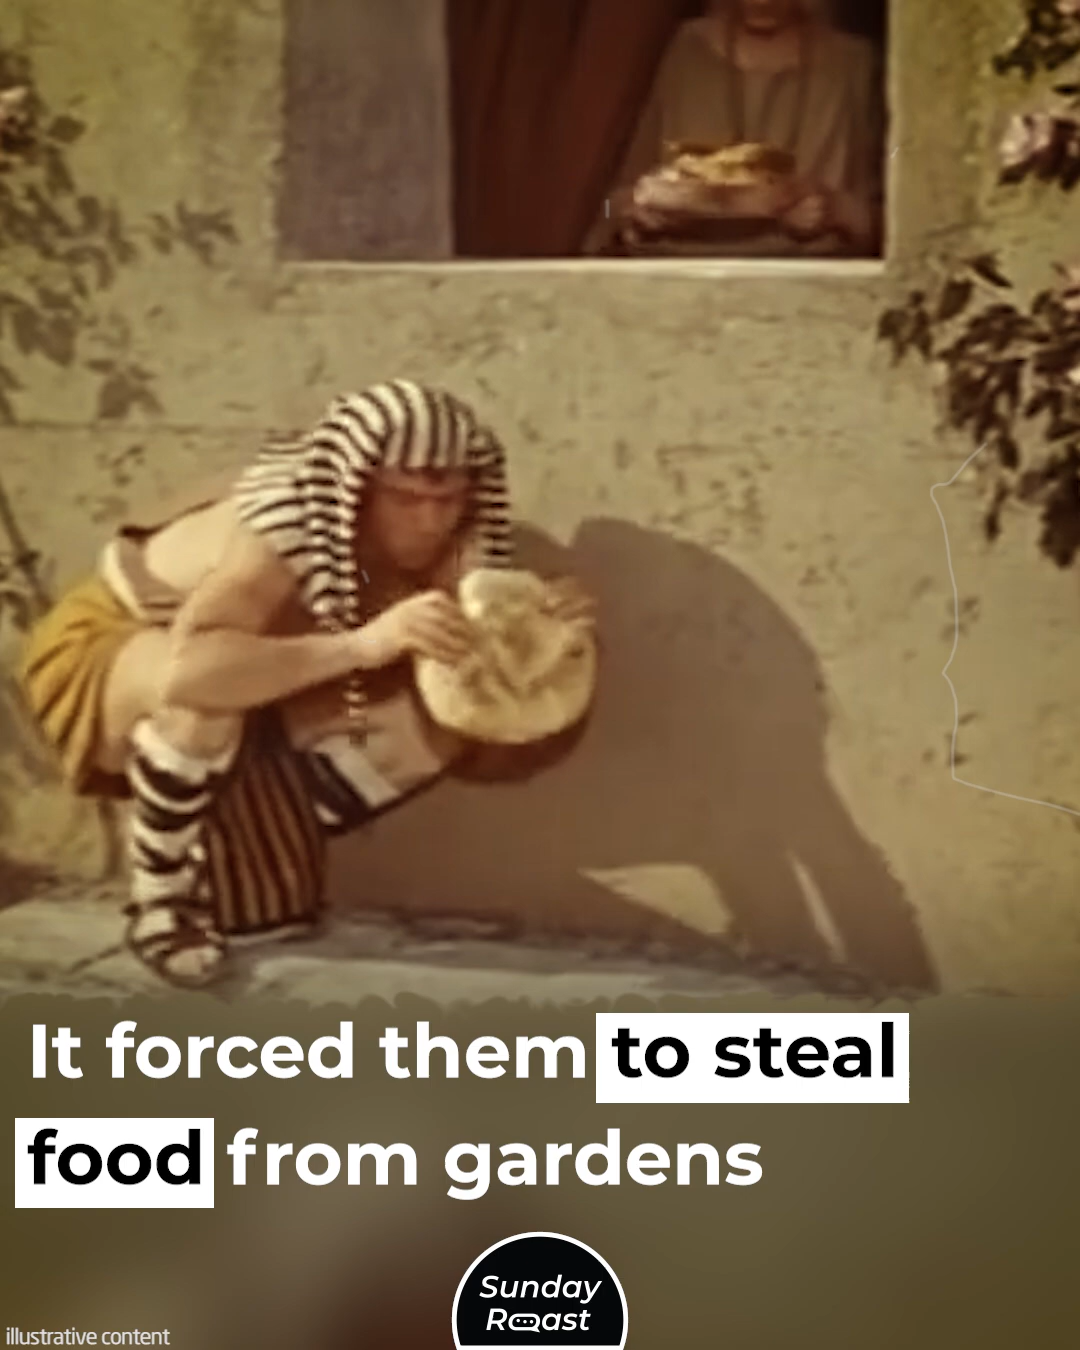 It forced them to steal
food from gardens
Sunday
Roast
illustrative content